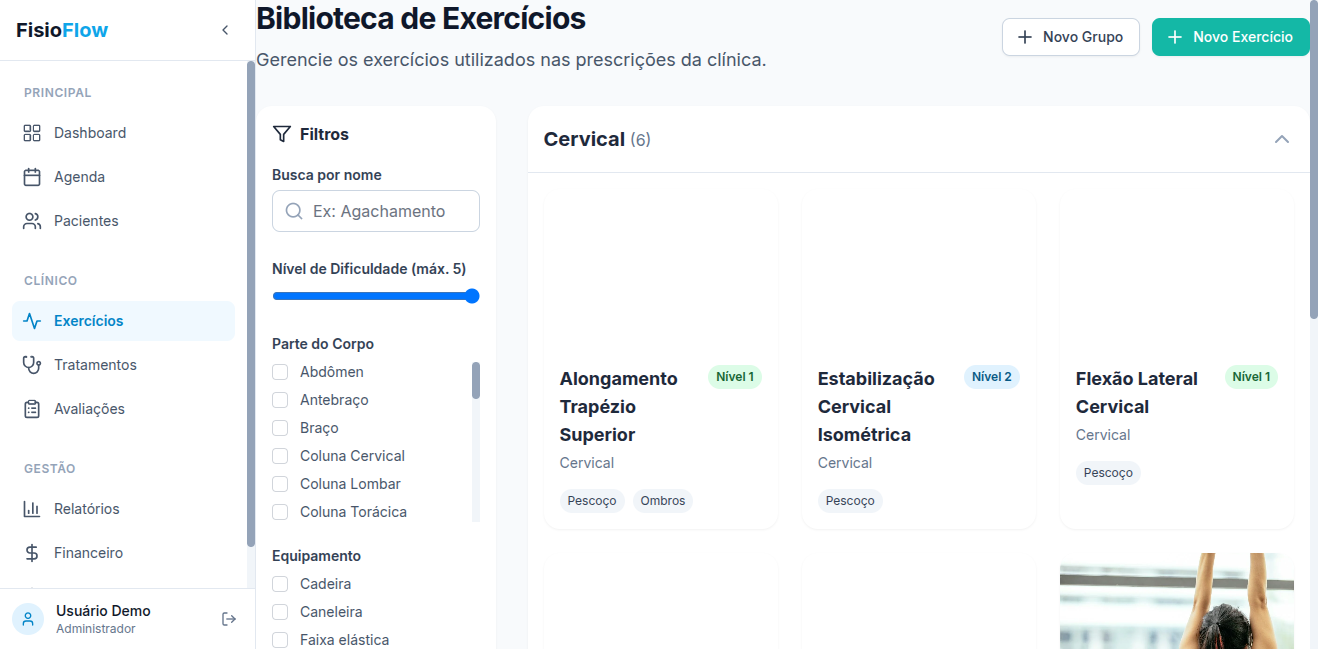 FisioFlow
PRINCIPAL
Dashboard
Agenda
Pacientes
CLÍNICO
Exercícios
Tratamentos
Avaliações
GESTÃO
Relatórios
Financeiro
Usuário Demo
Administrador
Biblioteca de Exercícios
Gerencie os exercícios utilizados nas prescrições da clínica.
Novo Grupo
Novo Exercício
Filtros
Busca por nome
Ex: Agachamento
Nível de Dificuldade (máx. 5)
Parte do Corpo
Abdômen
Antebraço
Braço
Coluna Cervical
Coluna Lombar
Coluna Torácica
Equipamento
Cadeira
Caneleira
Faixa elástica
Cervical (6)
Alongamento
Trapézio
Superior
Nível 1
Cervical
Pescoço Ombros
Estabilização
Cervical
Isométrica
Nível 2
Cervical
Pescoço
Flexão Lateral
Cervical
Nível 1
Cervical
Pescoço